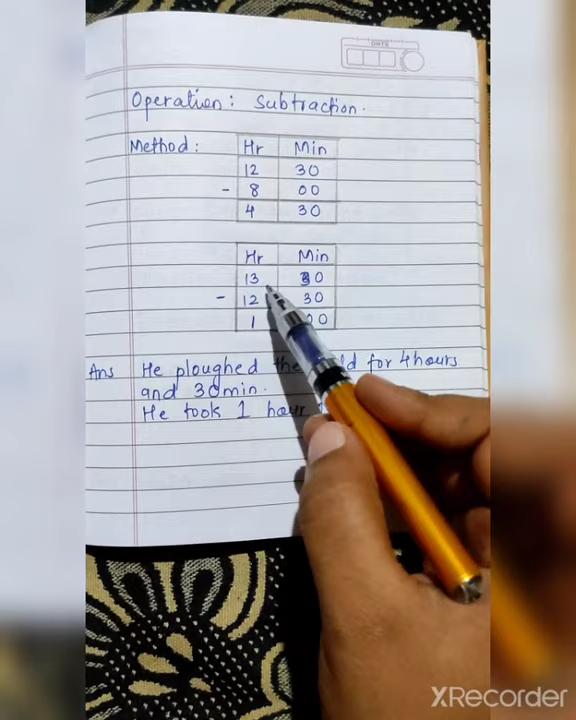 DATE
Operation: Subtraction.
Method: Hr Min
12 30
- 8 00
4 30
Hr Min
13 30
- 12 30
1 00
Ans He ploughed the for 4 hours
and 30 min.
He took 1 hour
XRecorder